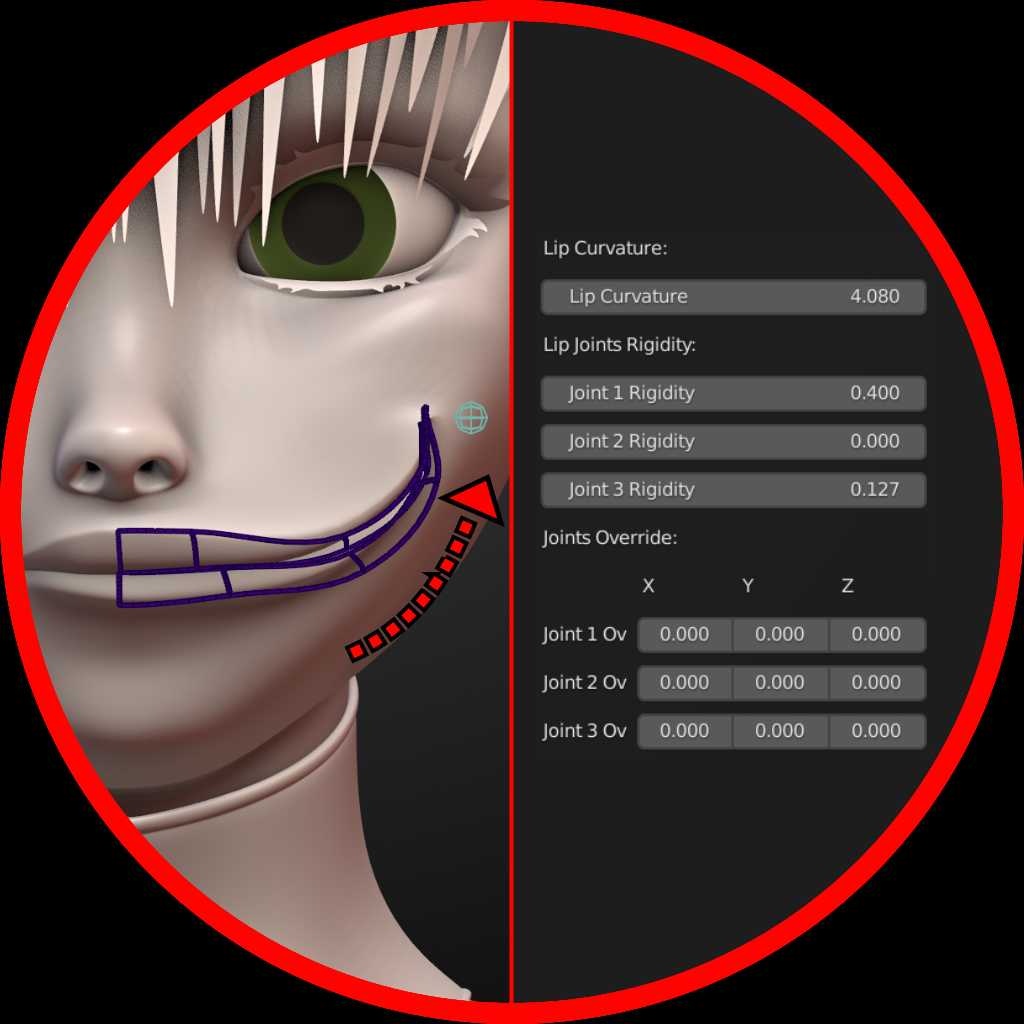 Lip Curvature:
Lip Curvature 4.080
Lip Joints Rigidity:
Joint 1 Rigidity 0.400
Joint 2 Rigidity 0.000
Joint 3 Rigidity 0.127
Joints Override:
X Y Z
Joint 1 Ov 0.000 0.000 0.000
Joint 2 Ov 0.000 0.000 0.000
Joint 3 Ov 0.000 0.000 0.000